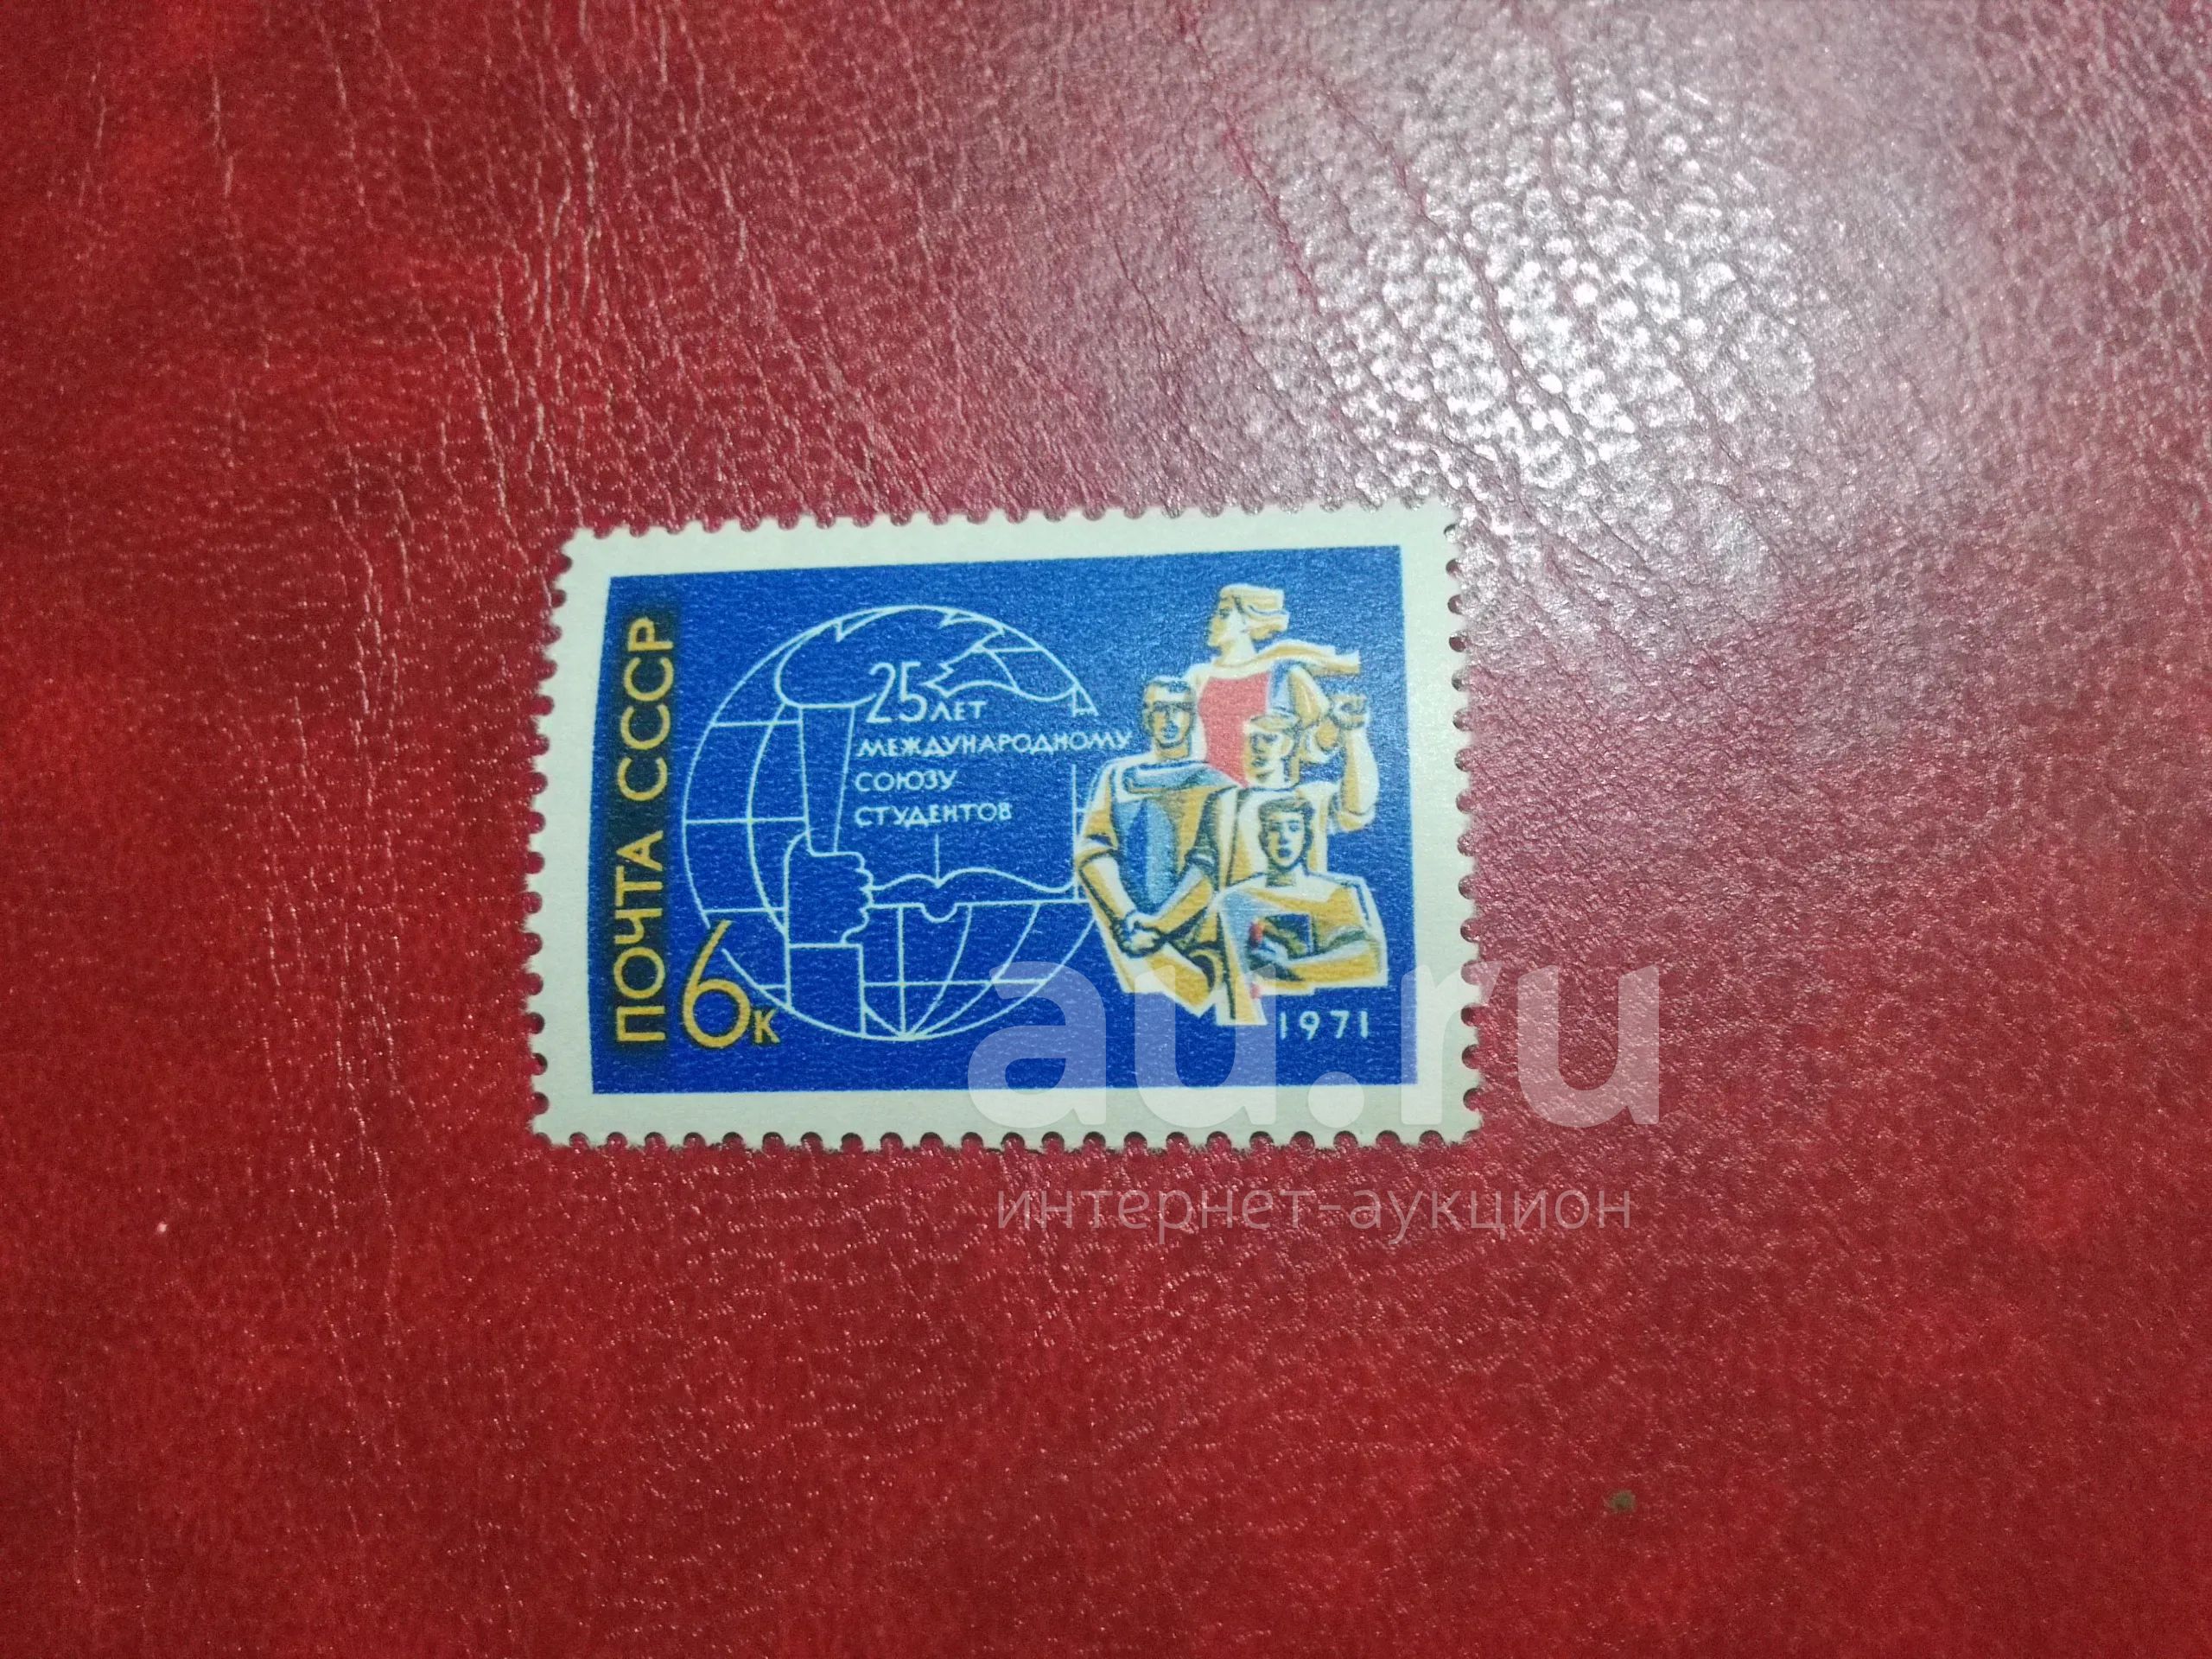 ПОЧТА СССР
25 ЛЕТ
МЕЖДУНАРОДНОМУ
СОЮЗУ
СТУДЕНТОВ
6к
1971
au.ru
интернет-аукцион